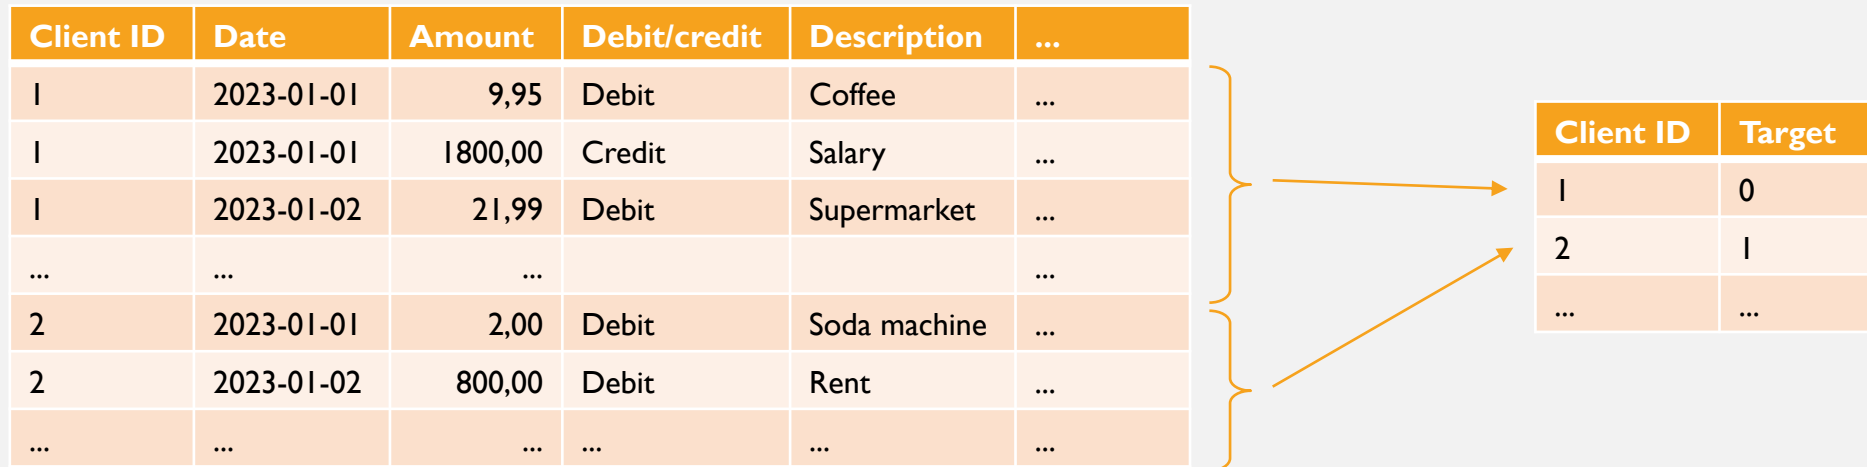 Client ID Date Amount Debit/credit Description ...
1 2023-01-01 9,95 Debit Coffee ...
1 2023-01-01 1800,00 Credit Salary ...
1 2023-01-02 21,99 Debit Supermarket ...
... ... ... ...
2 2023-01-01 2,00 Debit Soda machine ...
2 2023-01-02 800,00 Debit Rent ...
... ... ... ... ... ...
Client ID Target
1 0
2 1
... ...